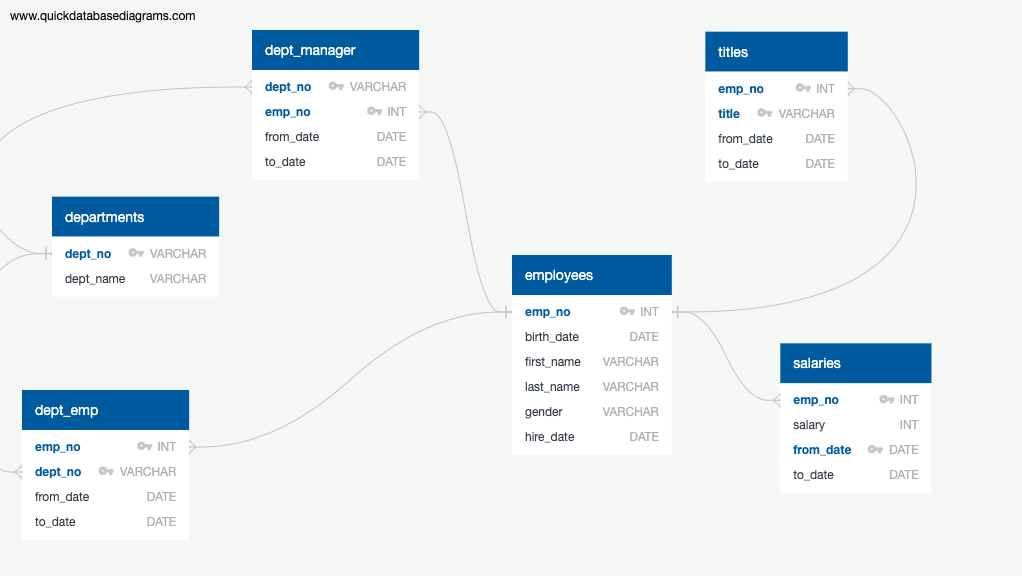 www.quickdatabasediagrams.com
dept_manager
dept_no VARCHAR
emp_no INT
from_date DATE
to_date DATE
titles
emp_no INT
title VARCHAR
from_date DATE
to_date DATE
departments
dept_no VARCHAR
dept_name VARCHAR
employees
emp_no INT
birth_date DATE
first_name VARCHAR
last_name VARCHAR
gender VARCHAR
hire_date DATE
salaries
emp_no INT
salary INT
from_date DATE
to_date DATE
dept_emp
emp_no INT
dept_no VARCHAR
from_date DATE
to_date DATE